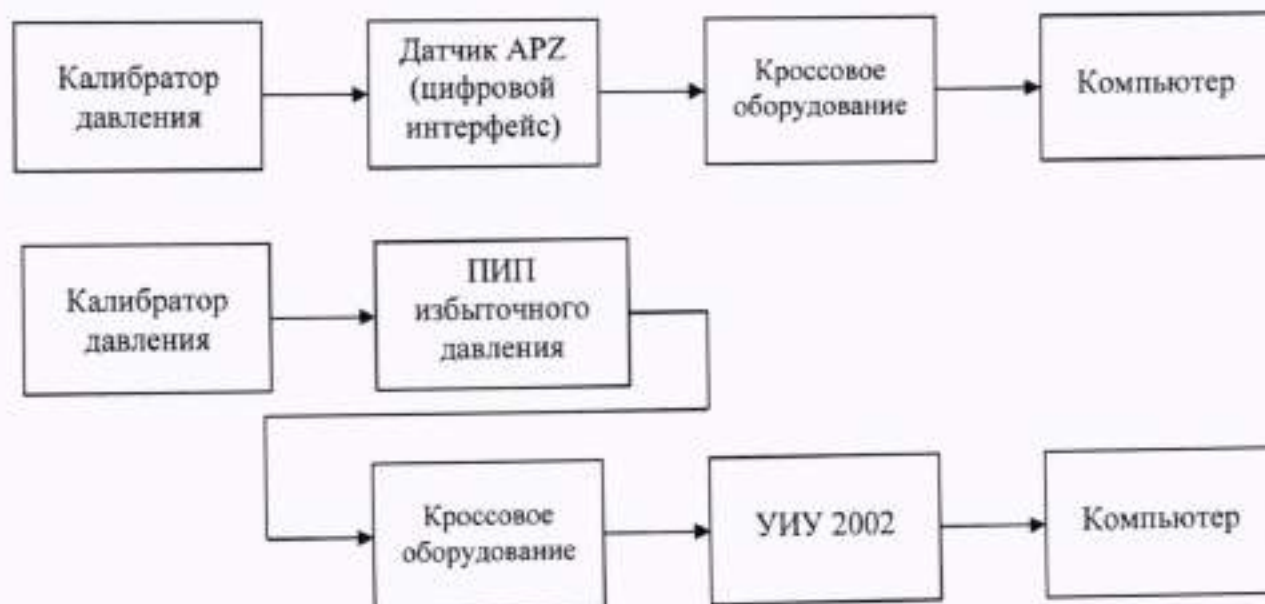 Калибратор
давления
Датчик APZ
(цифровой
интерфейс)
Кроссовое
оборудование
Компьютер
Калибратор
давления
ПИП
избыточного
давления
Кроссовое
оборудование
УИУ 2002
Компьютер